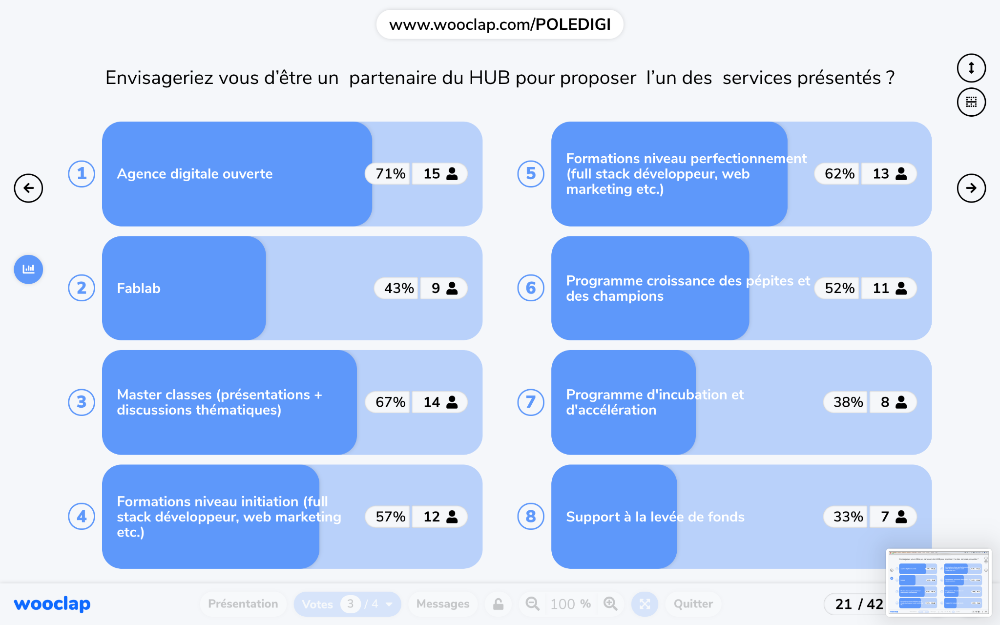 www.wooclap.com/POLEDIGI
Envisageriez vous d’être un  partenaire du HUB pour proposer  l’un des  services présentés ?
1
Agence digitale ouverte
71% 15
2
Fablab
43% 9
3
Master classes (présentations +
discussions thématiques)
67% 14
4
Formations niveau initiation (full
stack développeur, web marketing
etc.)
57% 12
5
Formations niveau perfectionnement
(full stack développeur, web
marketing etc.)
62% 13
6
Programme croissance des pépites et
des champions
52% 11
7
Programme d'incubation et
d'accélération
38% 8
8
Support à la levée de fonds
33% 7
wooclap
Présentation
Votes 3 / 4
Messages
100 %
Quitter
21 / 42